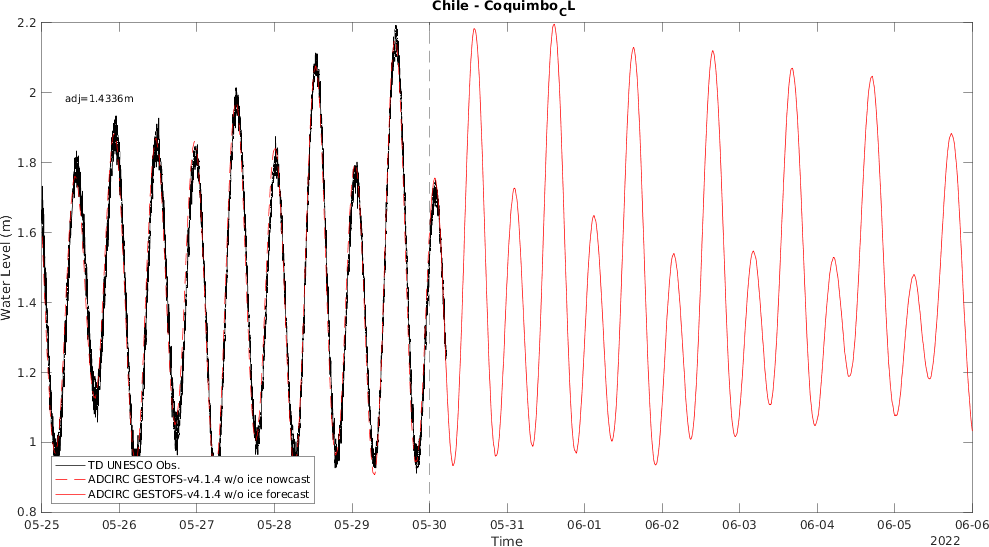 Chile - Coquimbo_CL
2.2
2
1.8
1.6
1.4
1.2
1
0.8
Water Level (m)
adj=1.4336m
TD UNESCO Obs.
ADCIRC GESTOFS-v4.1.4 w/o ice nowcast
ADCIRC GESTOFS-v4.1.4 w/o ice forecast
05-25 05-26 05-27 05-28 05-29 05-30 05-31 06-01 06-02 06-03 06-04 06-05 06-06
Time
2022